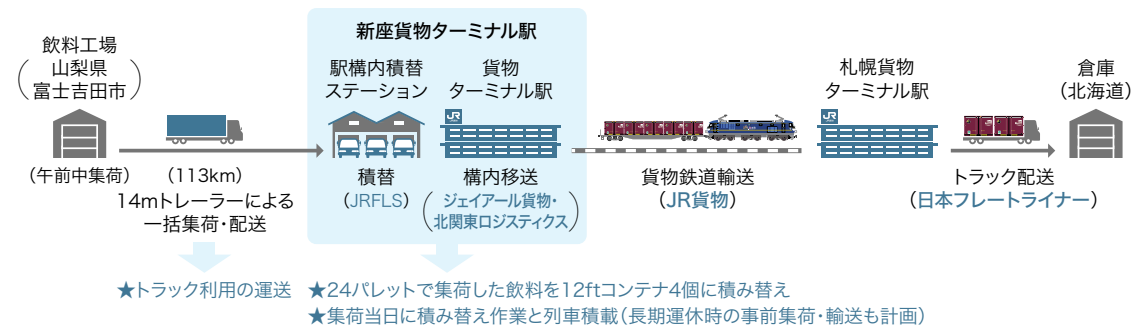 新座貨物ターミナル駅
飲料工場
(山梨県
富士吉田市)
(午前中集荷)
(113km)
14mトレーラーによる
一括集荷・配送
駅構内積替
ステーション
積替
(JRFLS)
貨物
ターミナル駅
JR
構内移送
(ジェイアール貨物・
北関東ロジスティクス)
貨物鉄道輸送
(JR貨物)
札幌貨物
ターミナル駅
JR
トラック配送
(日本フレートライナー)
倉庫
(北海道)
★トラック利用の運送
★24パレットで集荷した飲料を12ftコンテナ4個に積み替え
★集荷当日に積み替え作業と列車積載(長期運休時の事前集荷・輸送も計画)